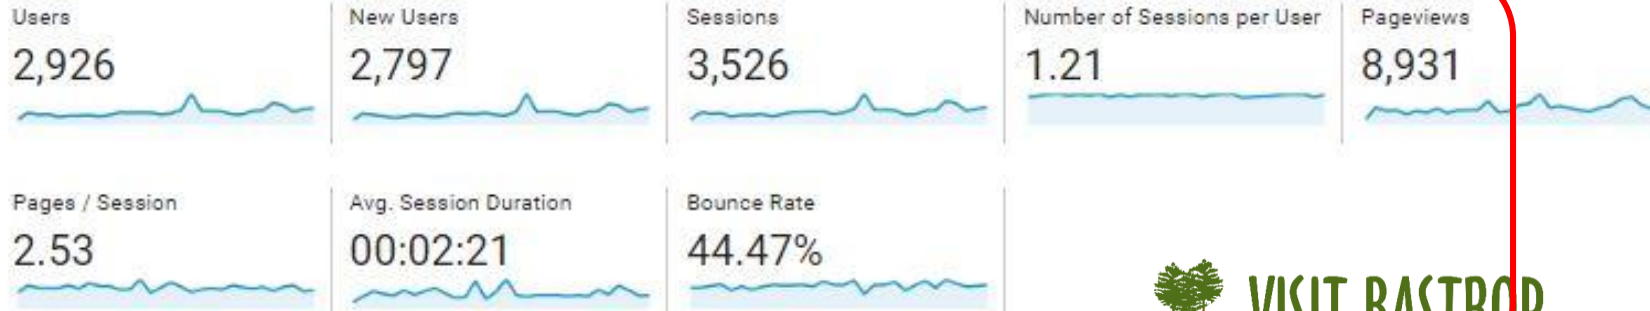 Users
2,926
New Users
2,797
Sessions
3,526
Number of Sessions per User
1.21
Pageviews
8,931
Pages / Session
2.53
Avg. Session Duration
00:02:21
Bounce Rate
44.47%
VISIT BASTROP